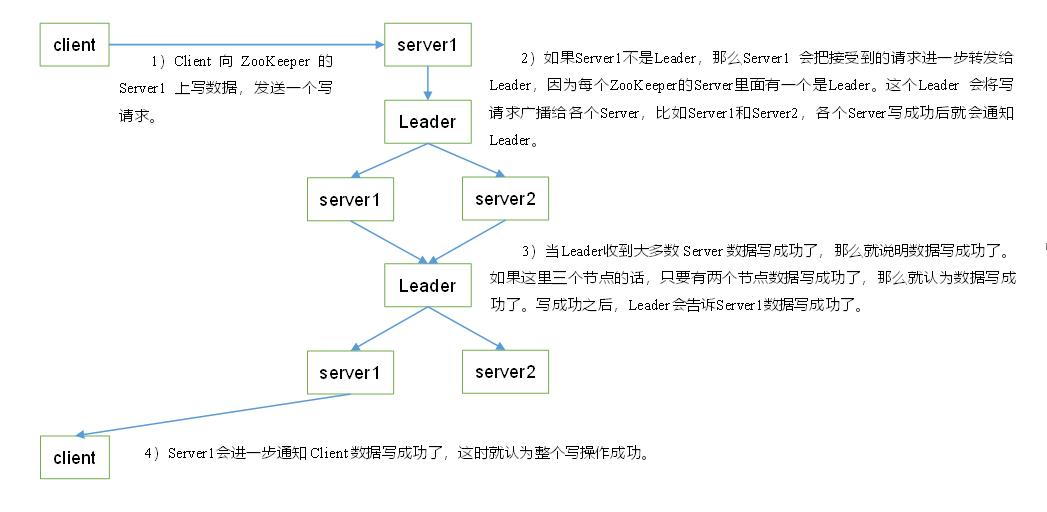 client
server1
1）Client 向 ZooKeeper 的
Server1 上写数据，发送一个写
请求。
2）如果Server1不是Leader，那么Server1 会把接受到的请求进一步转发给
Leader，因为每个ZooKeeper的Server里面有一个是Leader。这个Leader 会将写
请求广播给各个Server，比如Server1和Server2，各个Server写成功后就会通知
Leader。
Leader
server1
server2
3）当Leader收到大多数 Server 数据写成功了，那么就说明数据写成功了。
如果这里三个节点的话，只要有两个节点数据写成功了，那么就认为数据写成
功了。写成功之后，Leader会告诉Server1数据写成功了。
Leader
server1
server2
client
4）Server1会进一步通知 Client 数据写成功了，这时就认为整个写操作成功。